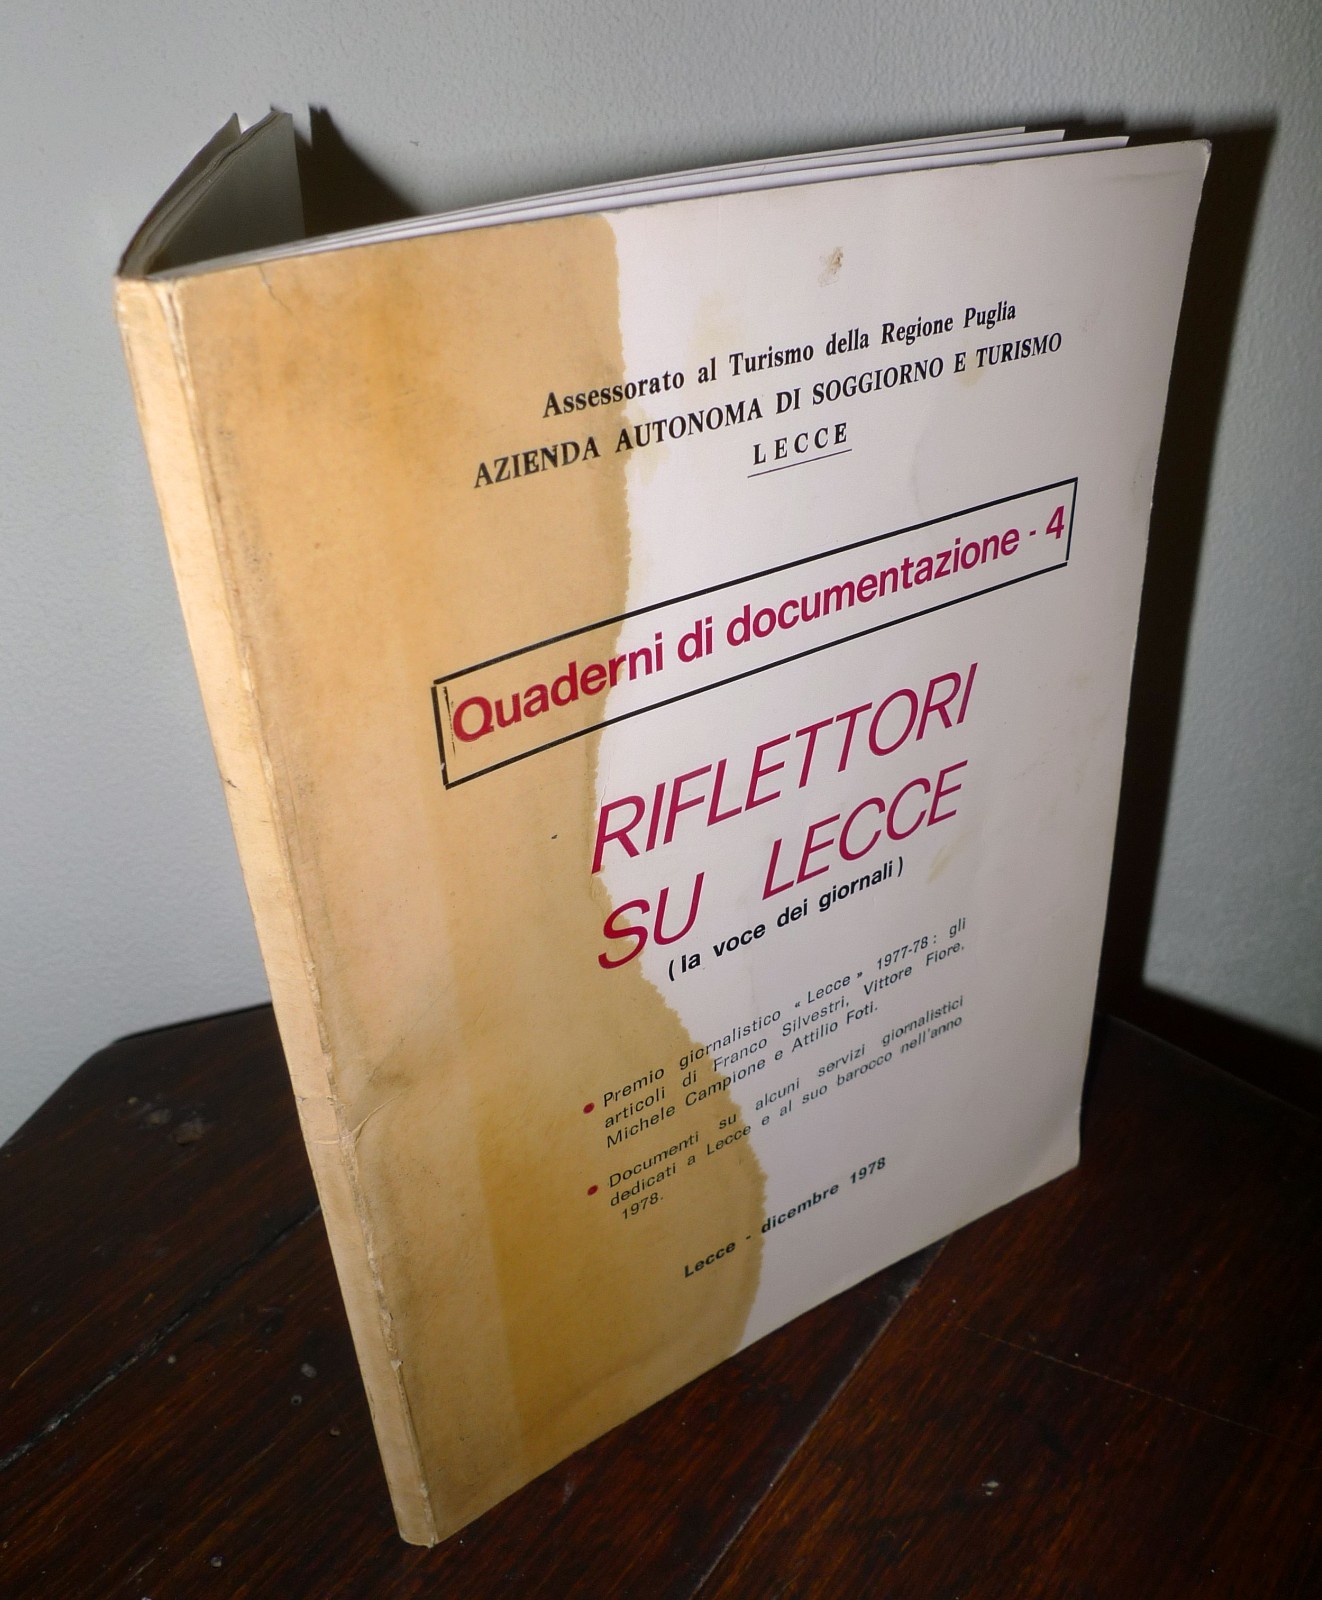 Assessorato al Turismo della Regione Puglia
AZIENDA AUTONOMA DI SOGGIORNO E TURISMO
LECCE
Quaderni di documentazione - 4
RIFLETTORI
SU LECCE
( la voce dei giornali )
• Premio giornalistico « Lecce » 1977-78 : gli
articoli di Franco Silvestri, Vittore Fiore,
Michele Campione e Attilio Foti.
• Documenti su alcuni servizi giornalistici
dedicati a Lecce e al suo barocco nell'anno
1978.
Lecce - dicembre 1978